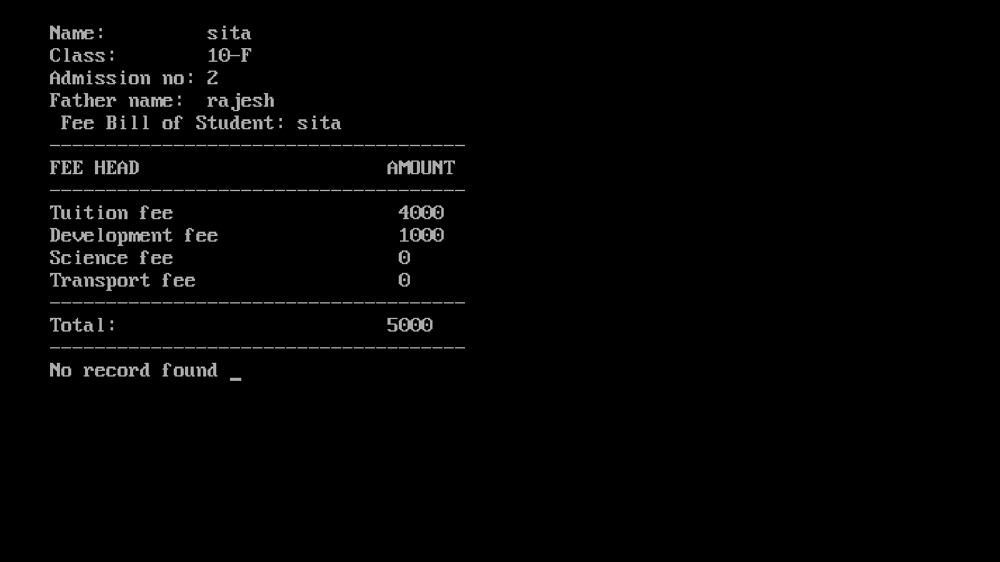 Name: sita
Class: 10-F
Admission no: 2
Father name: rajesh
Fee Bill of Student: sita
-------------------------------------
FEE HEAD AMOUNT
-------------------------------------
Tuition fee 4000
Development fee 1000
Science fee 0
Transport fee 0
-------------------------------------
Total: 5000
-------------------------------------
No record found _